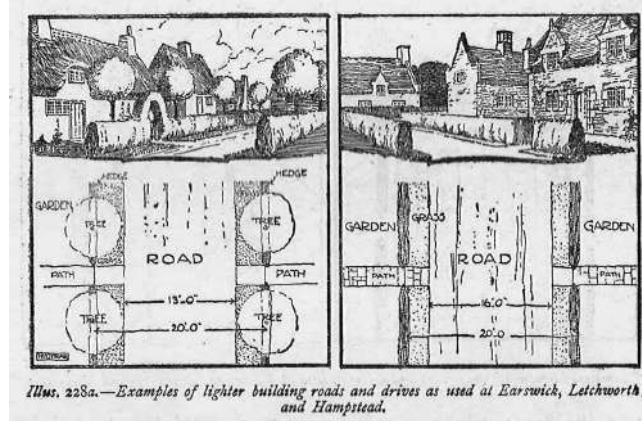 HEDGE
HEDGE
GARDEN
TREE
TREE
GRASS
ROAD
PATH
PATH
13'.0"
TREE
TREE
20'.0"
GARDEN
GRASS
GARDEN
ROAD
PATH
PATH
16'.0"
20'.0
Illus. 228a.—Examples of lighter building roads and drives as used at Earswick, Letchworth
and Hampstead.